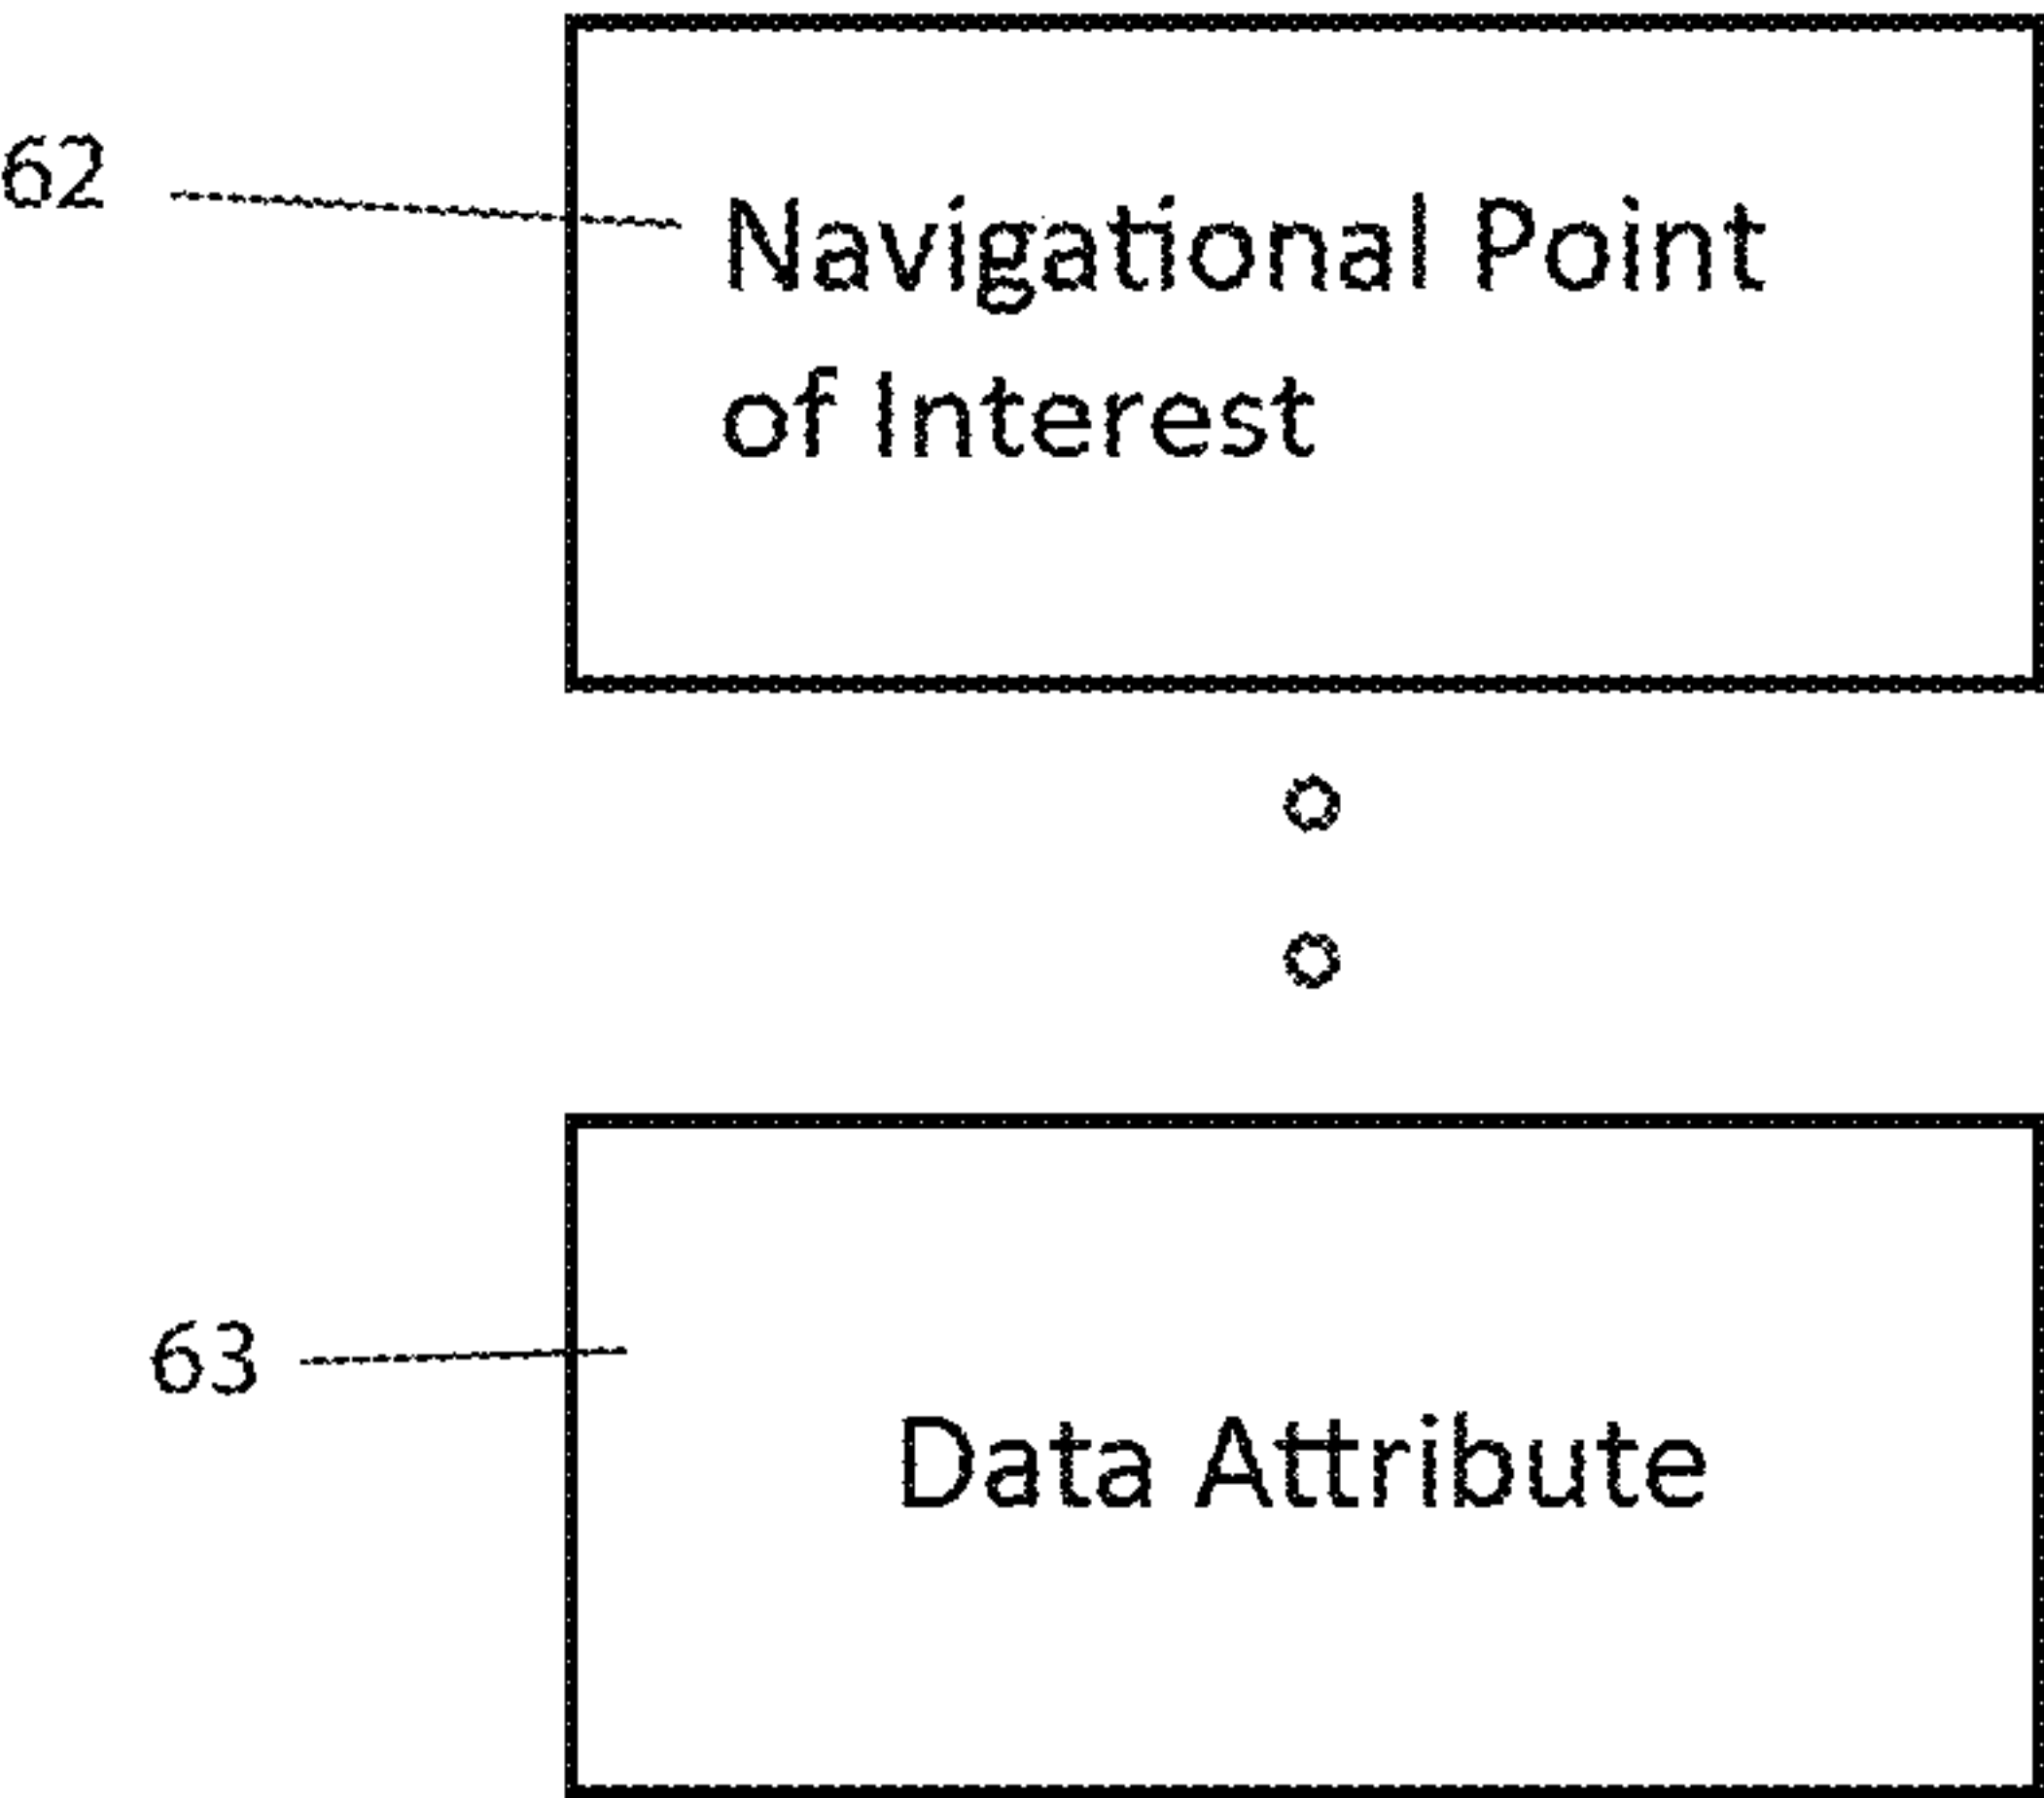 62
Navigational Point
of Interest
63
Data Attribute